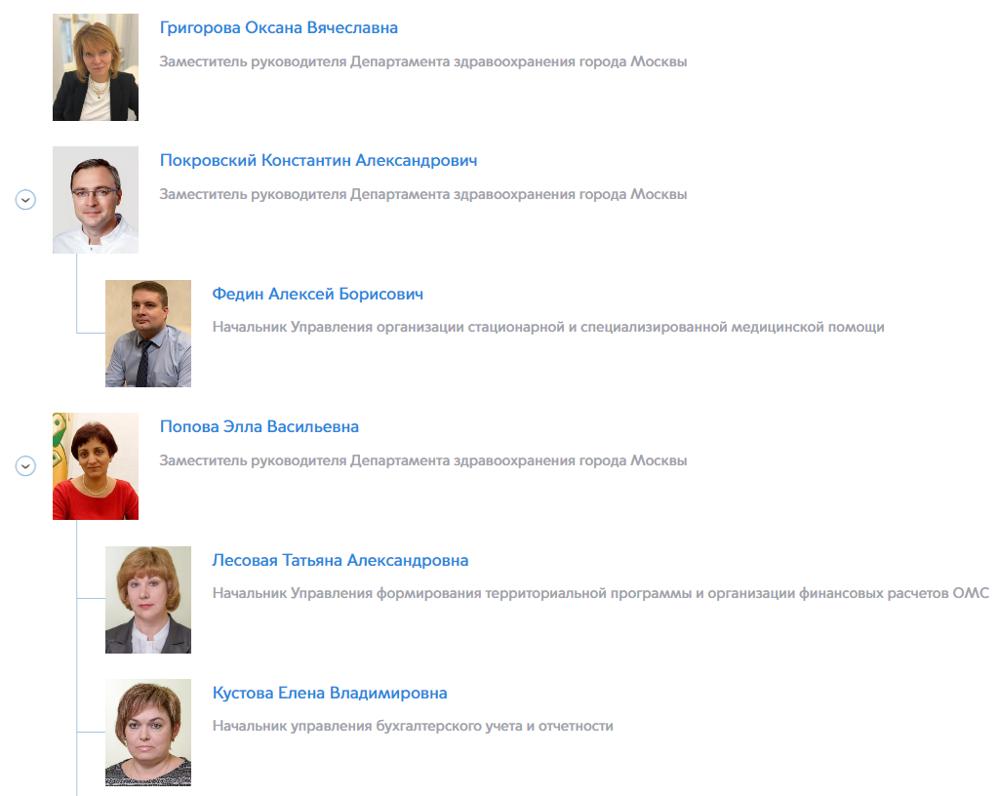 Григорова Оксана Вячеславна
Заместитель руководителя Департамента здравоохранения города Москвы
Покровский Константин Александрович
Заместитель руководителя Департамента здравоохранения города Москвы
Федин Алексей Борисович
Начальник Управления организации стационарной и специализированной медицинской помощи
Попова Элла Васильевна
Заместитель руководителя Департамента здравоохранения города Москвы
Лесовая Татьяна Александровна
Начальник Управления формирования территориальной программы и организации финансовых расчетов ОМС
Кустова Елена Владимировна
Начальник управления бухгалтерского учета и отчетности